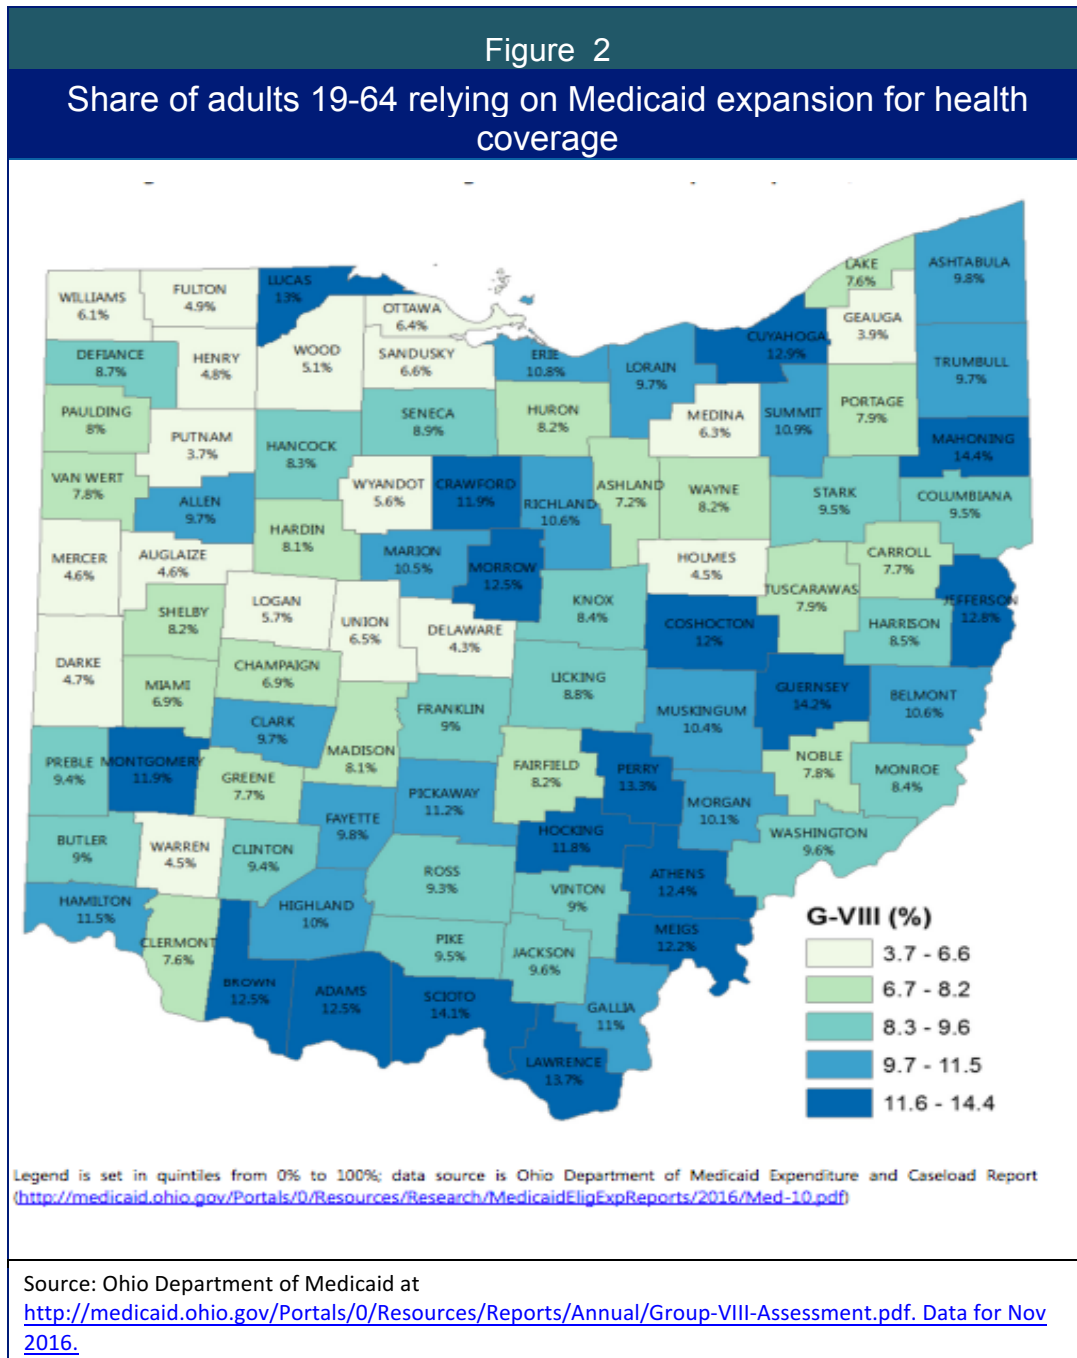 Figure 2
Share of adults 19-64 relying on Medicaid expansion for health
coverage
WILLIAMS
6.1%
FULTON
4.9%
LUCAS
13%
OTTAWA
6.4%
WOOD
5.1%
SANDUSKY
6.6%
DEFIANCE
8.7%
HENRY
4.8%
ERIE
10.8%
LORAIN
9.7%
CUYAHOGA
12.9%
LAKE
7.6%
GEAUGA
3.9%
ASHTABULA
9.8%
TRUMBULL
9.7%
PAULDING
8%
PUTNAM
3.7%
HANCOCK
8.3%
SENECA
8.9%
HURON
8.2%
MEDINA
6.3%
SUMMIT
10.9%
PORTAGE
7.9%
MAHONING
14.4%
VAN WERT
7.8%
ALLEN
9.7%
WYANDOT
5.6%
CRAWFORD
11.9%
RICHLAND
10.6%
ASHLAND
7.2%
WAYNE
8.2%
STARK
9.5%
COLUMBIANA
9.5%
HARDIN
8.1%
MERCER
4.6%
AUGLAIZE
4.6%
MARION
10.5%
MORROW
12.5%
HOLMES
4.5%
CARROLL
7.7%
TUSCARAWAS
7.9%
JEFFERSON
12.8%
SHELBY
8.2%
LOGAN
5.7%
UNION
6.5%
DELAWARE
4.3%
KNOX
8.4%
COSHOCTON
12%
HARRISON
8.5%
DARKE
4.7%
MIAMI
6.9%
CHAMPAIGN
6.9%
LICKING
8.8%
GUERNSEY
14.2%
BELMONT
10.6%
CLARK
9.7%
FRANKLIN
9%
MUSKINGUM
10.4%
MADISON
8.1%
PREBLE
9.4%
MONTGOMERY
11.9%
GREENE
7.7%
FAIRFIELD
8.2%
PERRY
13.3%
NOBLE
7.8%
MONROE
8.4%
PICKAWAY
11.2%
FAYETTE
9.8%
MORGAN
10.1%
BUTLER
9%
WARREN
4.5%
CLINTON
9.4%
HOCKING
11.8%
WASHINGTON
9.6%
ROSS
9.3%
ATHENS
12.4%
VINTON
9%
HAMILTON
11.5%
HIGHLAND
10%
CLERMONT
7.6%
PIKE
9.5%
JACKSON
9.6%
MEIGS
12.2%
BROWN
12.5%
ADAMS
12.5%
SCIOTO
14.1%
GALLIA
11%
LAWRENCE
13.7%
G-VIII (%)
3.7 - 6.6
6.7 - 8.2
8.3 - 9.6
9.7 - 11.5
11.6 - 14.4
Legend is set in quintiles from 0% to 100%; data source is Ohio Department of Medicaid Expenditure and Caseload Report
(http://medicaid.ohio.gov/Portals/0/Resources/Research/MedicaidEligExpReports/2016/Med-10.pdf)
Source: Ohio Department of Medicaid at
http://medicaid.ohio.gov/Portals/0/Resources/Reports/Annual/Group-VIII-Assessment.pdf. Data for Nov
2016.